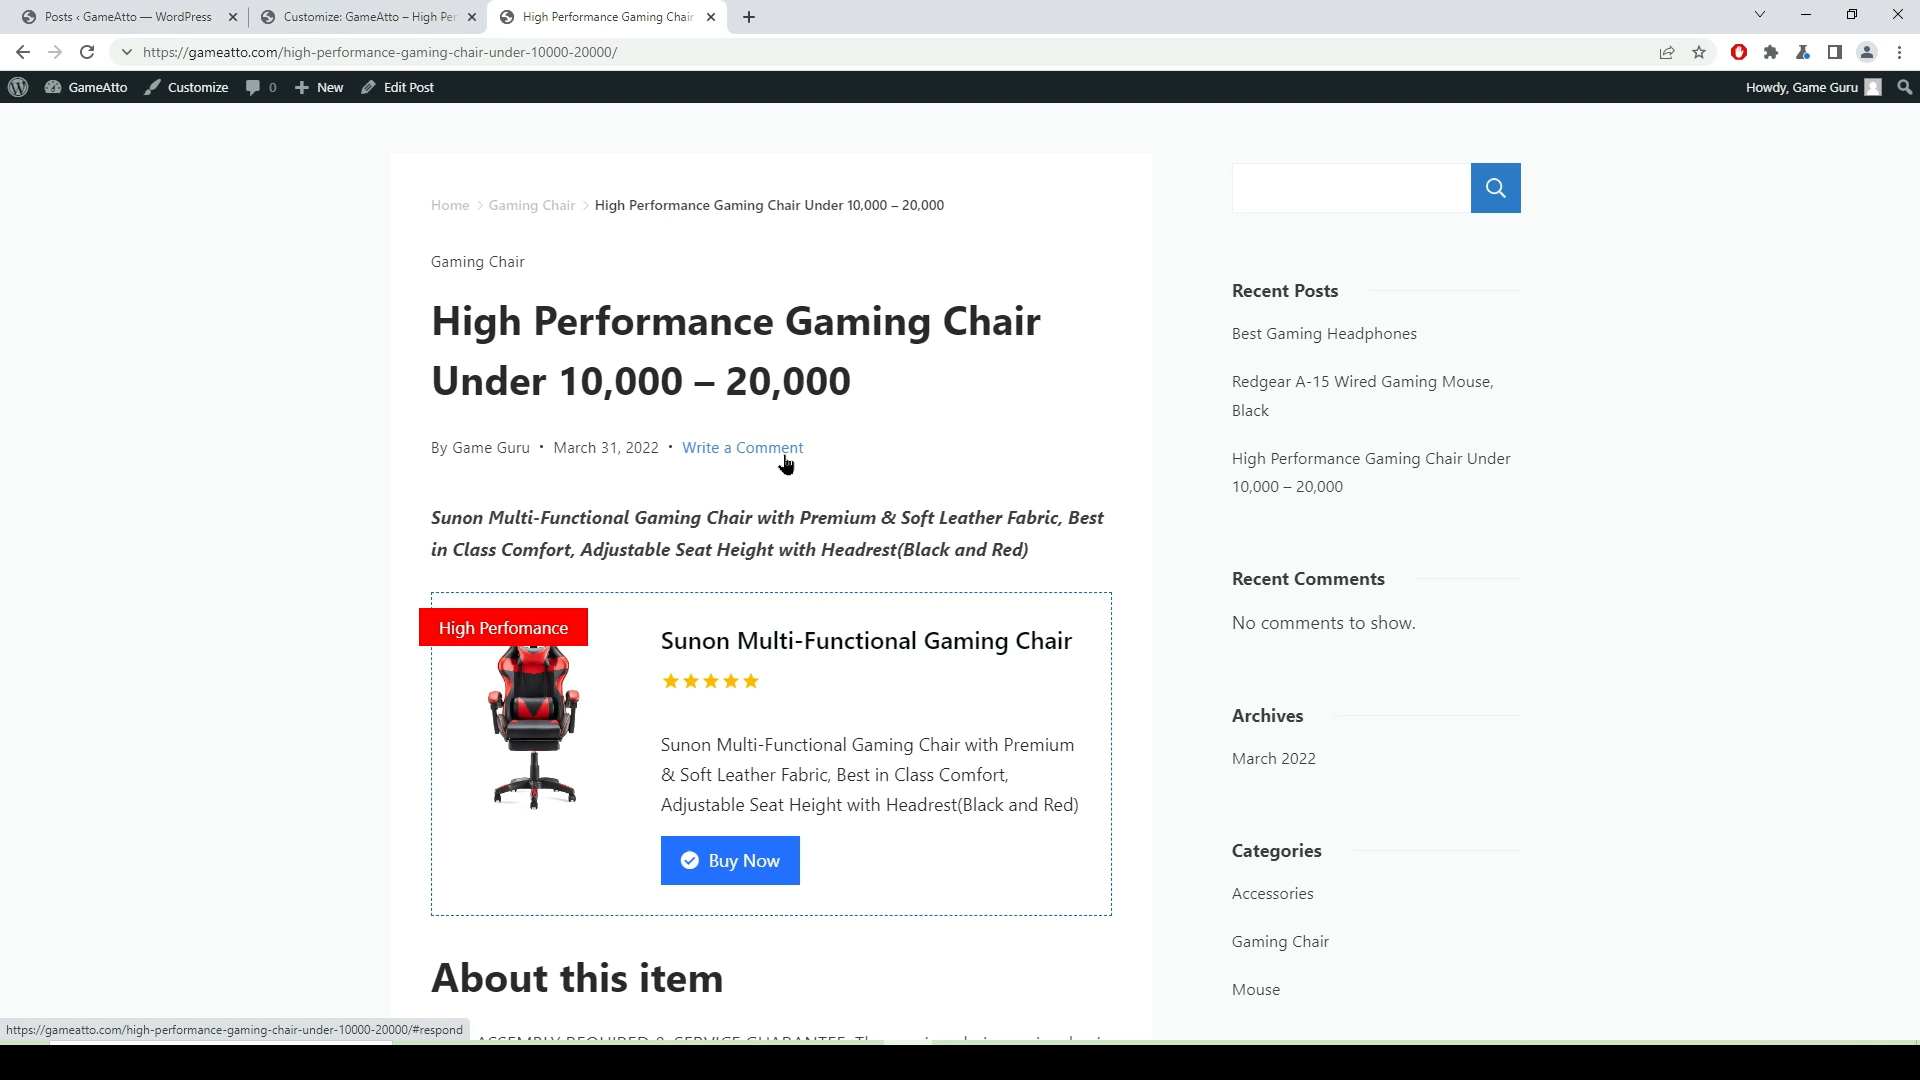 Posts ‹ GameAtto — WordPress
Customize: GameAtto – High Per
High Performance Gaming Chair
https://gameatto.com/high-performance-gaming-chair-under-10000-20000/
GameAtto
Customize
0
New
Edit Post
Howdy, Game Guru
Home > Gaming Chair > High Performance Gaming Chair Under 10,000 – 20,000
Gaming Chair
High Performance Gaming Chair
Under 10,000 – 20,000
By Game Guru • March 31, 2022 • Write a Comment
Sunon Multi-Functional Gaming Chair with Premium & Soft Leather Fabric, Best
in Class Comfort, Adjustable Seat Height with Headrest(Black and Red)
High Perfomance
Sunon Multi-Functional Gaming Chair
Sunon Multi-Functional Gaming Chair with Premium
& Soft Leather Fabric, Best in Class Comfort,
Adjustable Seat Height with Headrest(Black and Red)
Buy Now
About this item
Recent Posts
Best Gaming Headphones
Redgear A-15 Wired Gaming Mouse,
Black
High Performance Gaming Chair Under
10,000 – 20,000
Recent Comments
No comments to show.
Archives
March 2022
Categories
Accessories
Gaming Chair
Mouse
https://gameatto.com/high-performance-gaming-chair-under-10000-20000/#respond